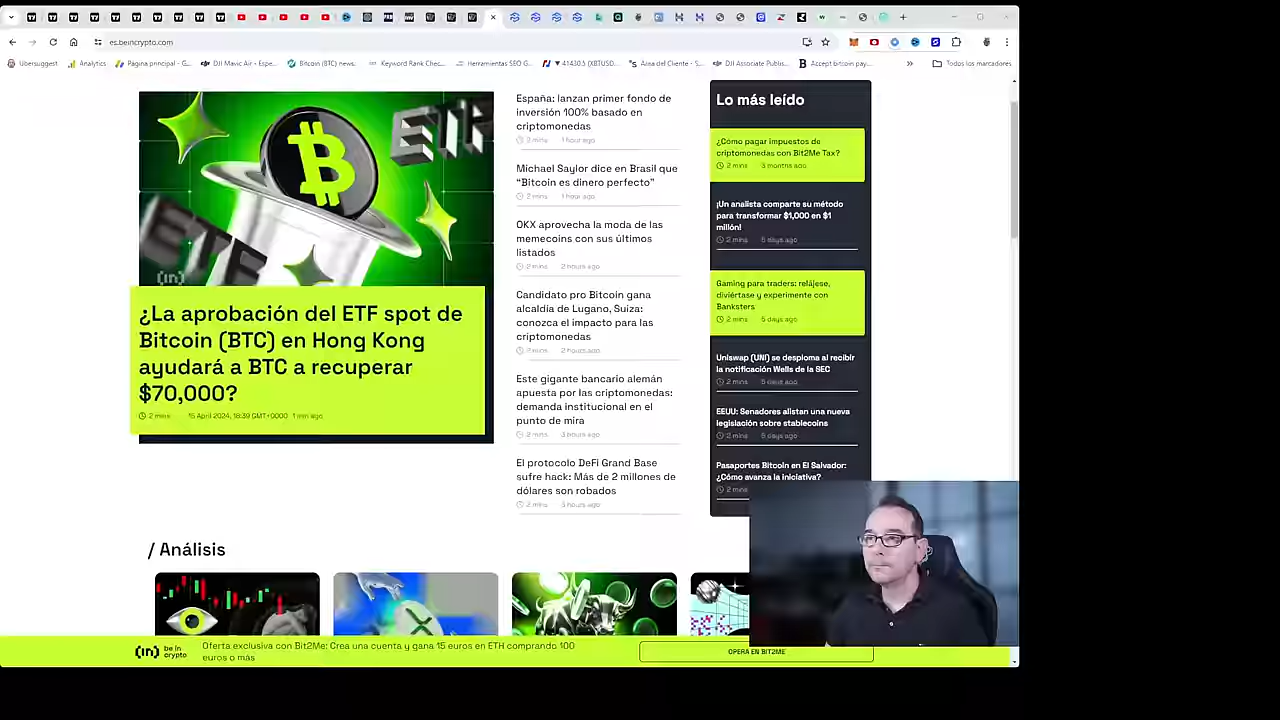 es.beincrypto.com
Ubersuggest
Analytics
Página principal - G...
DJI Mavic Air - Espe...
Bitcoin (BTC) news:
Keyword Rank Chec...
Herramientas SEO G...
▼ 41430,5 (XBTUSD...
Área del Cliente - S...
DJI Associate Publis...
Accept bitcoin pay...
»
Todos los marcadores
ETF
ETF
(in)
¿La aprobación del ETF spot de
Bitcoin (BTC) en Hong Kong
ayudará a BTC a recuperar
$70,000?
2 mins 15 April 2024, 18:39 GMT+0000 1 min ago
España: lanzan primer fondo de
inversión 100% basado en
criptomonedas
2 mins 1 hour ago
Michael Saylor dice en Brasil que
“Bitcoin es dinero perfecto”
2 mins 1 hour ago
OKX aprovecha la moda de las
memecoins con sus últimos
listados
2 mins 2 hours ago
Candidato pro Bitcoin gana
alcaldía de Lugano, Suiza:
conozca el impacto para las
criptomonedas
2 mins 2 hours ago
Este gigante bancario alemán
apuesta por las criptomonedas:
demanda institucional en el
punto de mira
2 mins 3 hours ago
El protocolo DeFi Grand Base
sufre hack: Más de 2 millones de
dólares son robados
2 mins 3 hours ago
Lo más leído
¿Cómo pagar impuestos de
criptomonedas con Bit2Me Tax?
2 mins 3 months ago
¡Un analista comparte su método
para transformar $1,000 en $1
millón!
2 mins 5 days ago
Gaming para traders: relájese,
diviértase y experimente con
Banksters
2 mins 5 days ago
Uniswap (UNI) se desploma al recibir
la notificación Wells de la SEC
2 mins 5 days ago
EEUU: Senadores alistan una nueva
legislación sobre stablecoins
2 mins 5 days ago
Pasaportes Bitcoin en El Salvador:
¿Cómo avanza la iniciativa?
2 mins
/ Análisis
(in) be in
crypto
Oferta exclusiva con Bit2Me: Crea una cuenta y gana 15 euros en ETH comprando 100
euros o más
OPERA EN BIT2ME